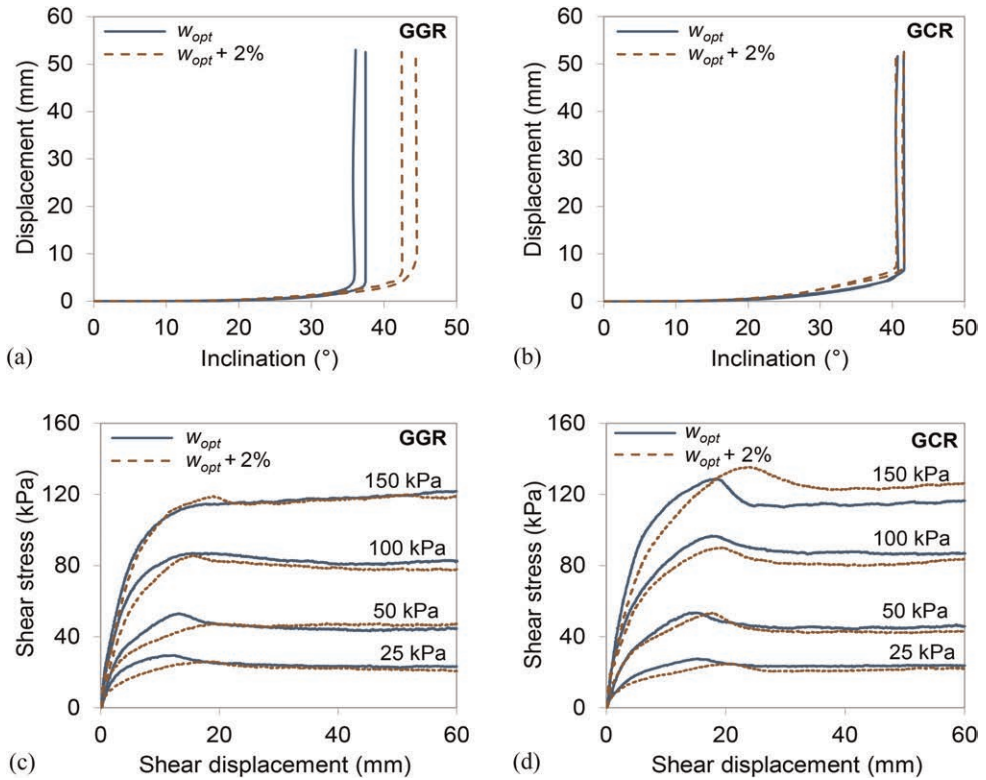 60
50
40
30
20
10
0
Displacement (mm)
w_opt
w_opt + 2%
GGR
0 10 20 30 40 50
Inclination (°)
(a)
60
50
40
30
20
10
0
Displacement (mm)
w_opt
w_opt + 2%
GCR
0 10 20 30 40 50
Inclination (°)
(b)
160
120
80
40
0
Shear stress (kPa)
w_opt
w_opt + 2%
GGR
150 kPa
100 kPa
50 kPa
25 kPa
0 20 40 60
Shear displacement (mm)
(c)
160
120
80
40
0
Shear stress (kPa)
w_opt
w_opt + 2%
GCR
150 kPa
100 kPa
50 kPa
25 kPa
0 20 40 60
Shear displacement (mm)
(d)